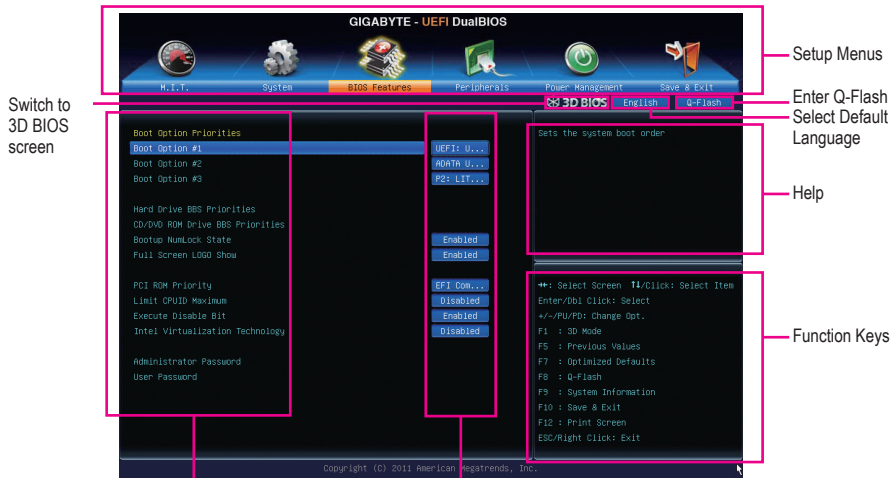 GIGABYTE - UEFI DualBIOS
M.I.T.
System
BIOS Features
Peripherals
Power Management
Save & Exit
Setup Menus
Switch to
3D BIOS
screen
3D BIOS
English
Q-Flash
Enter Q-Flash
Select Default
Language
Boot Option Priorities
Boot Option #1 UEFI: U...
Boot Option #2 ADATA U...
Boot Option #3 P2: LIT...
Hard Drive BBS Priorities
CD/DVD ROM Drive BBS Priorities
Bootup NumLock State Enabled
Full Screen LOGO Show Enabled
PCI ROM Priority EFI Com...
Limit CPUID Maximum Disabled
Execute Disable Bit Enabled
Intel Virtualization Technology Disabled
Administrator Password
User Password
Sets the system boot order
Help
→←: Select Screen ↑↓/Click: Select Item
Enter/Dbl Click: Select
+/-/PU/PD: Change Opt.
F1 : 3D Mode
F5 : Previous Values
F7 : Optimized Defaults
F8 : Q-Flash
F9 : System Information
F10 : Save & Exit
F12 : Print Screen
ESC/Right Click: Exit
Function Keys
Copyright (C) 2011 American Megatrends, Inc.